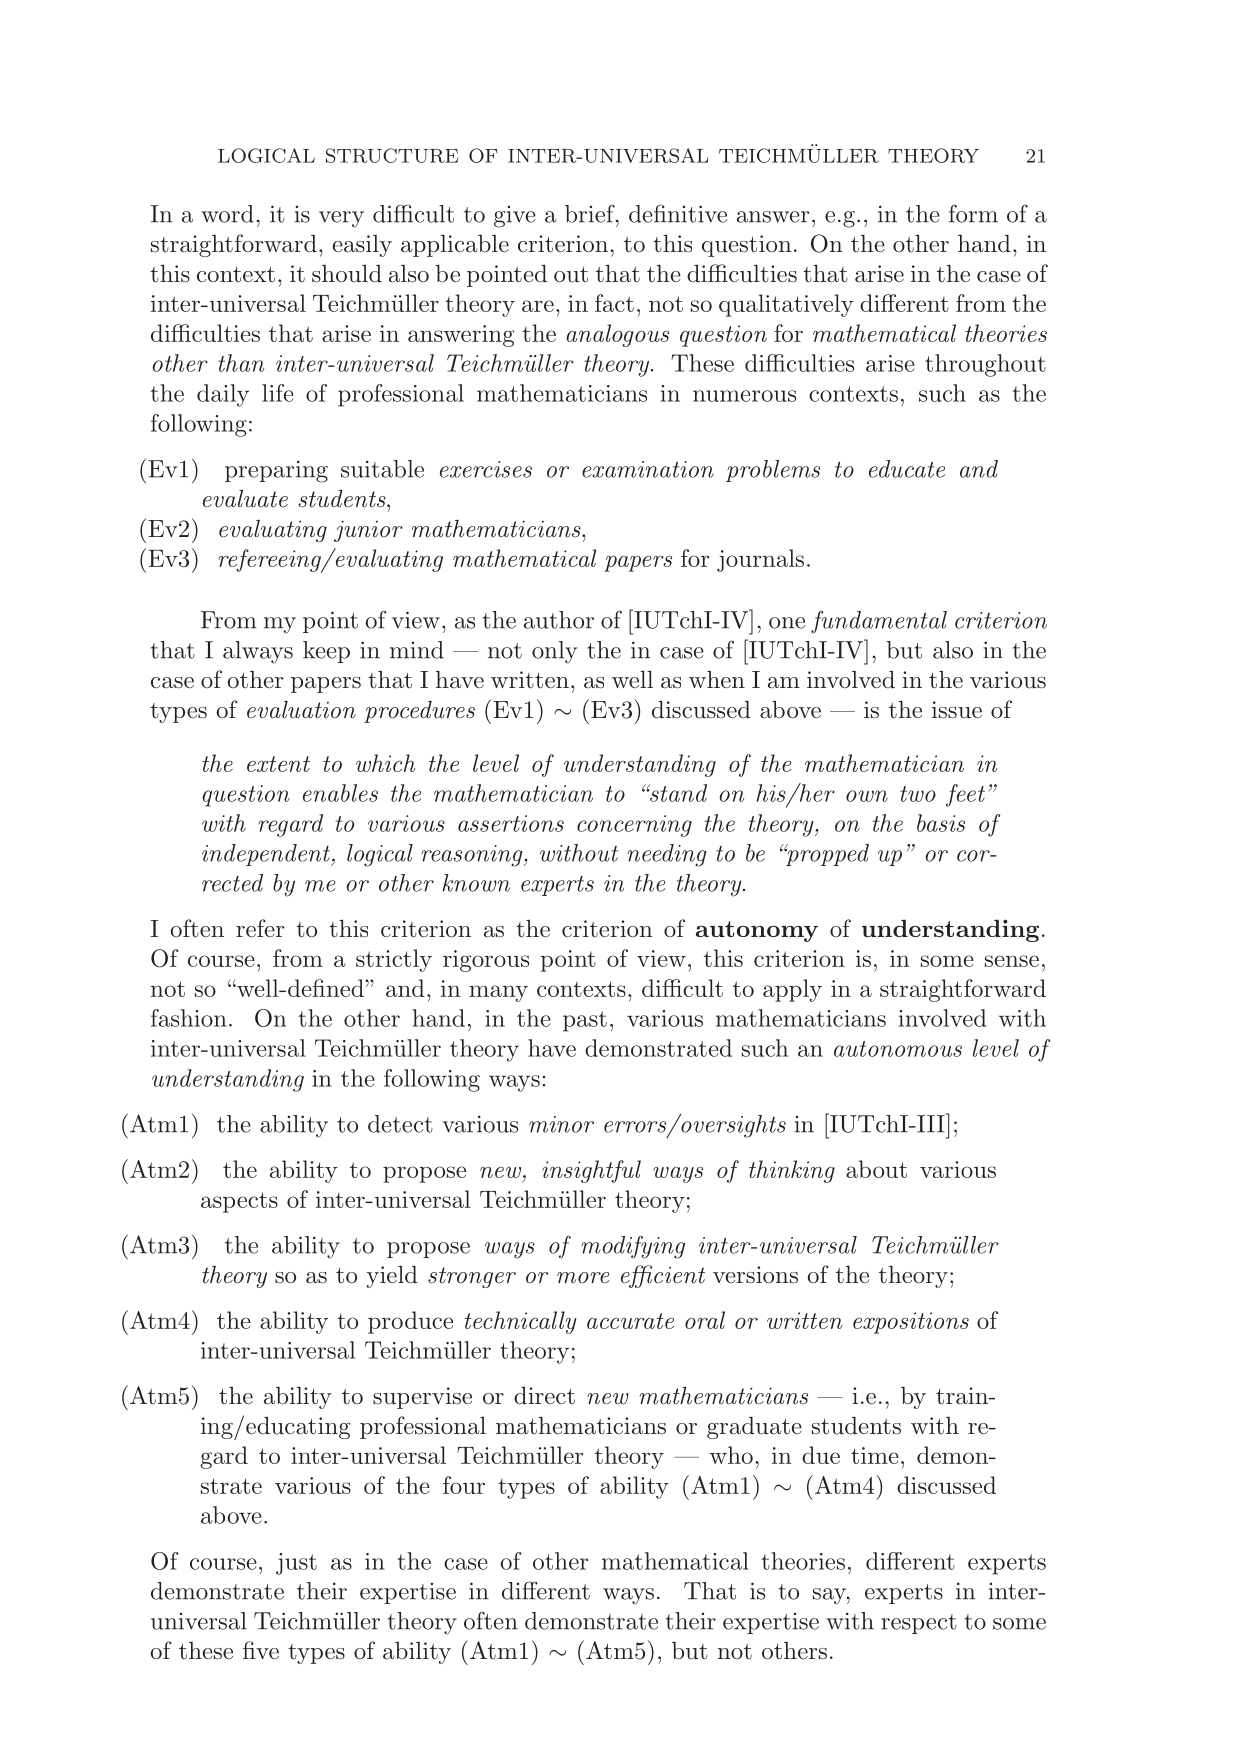 LOGICAL STRUCTURE OF INTER-UNIVERSAL TEICHMÜLLER THEORY 21
In a word, it is very difficult to give a brief, definitive answer, e.g., in the form of a
straightforward, easily applicable criterion, to this question. On the other hand, in
this context, it should also be pointed out that the difficulties that arise in the case of
inter-universal Teichmüller theory are, in fact, not so qualitatively different from the
difficulties that arise in answering the analogous question for mathematical theories
other than inter-universal Teichmüller theory. These difficulties arise throughout
the daily life of professional mathematicians in numerous contexts, such as the
following:
(Ev1) preparing suitable exercises or examination problems to educate and
evaluate students,
(Ev2) evaluating junior mathematicians,
(Ev3) refereeing/evaluating mathematical papers for journals.
From my point of view, as the author of [IUTchI-IV], one fundamental criterion
that I always keep in mind — not only the in case of [IUTchI-IV], but also in the
case of other papers that I have written, as well as when I am involved in the various
types of evaluation procedures (Ev1) ∼ (Ev3) discussed above — is the issue of
the extent to which the level of understanding of the mathematician in
question enables the mathematician to “stand on his/her own two feet”
with regard to various assertions concerning the theory, on the basis of
independent, logical reasoning, without needing to be “propped up” or cor-
rected by me or other known experts in the theory.
I often refer to this criterion as the criterion of autonomy of understanding.
Of course, from a strictly rigorous point of view, this criterion is, in some sense,
not so “well-defined” and, in many contexts, difficult to apply in a straightforward
fashion. On the other hand, in the past, various mathematicians involved with
inter-universal Teichmüller theory have demonstrated such an autonomous level of
understanding in the following ways:
(Atm1) the ability to detect various minor errors/oversights in [IUTchI-III];
(Atm2) the ability to propose new, insightful ways of thinking about various
aspects of inter-universal Teichmüller theory;
(Atm3) the ability to propose ways of modifying inter-universal Teichmüller
theory so as to yield stronger or more efficient versions of the theory;
(Atm4) the ability to produce technically accurate oral or written expositions of
inter-universal Teichmüller theory;
(Atm5) the ability to supervise or direct new mathematicians — i.e., by train-
ing/educating professional mathematicians or graduate students with re-
gard to inter-universal Teichmüller theory — who, in due time, demon-
strate various of the four types of ability (Atm1) ∼ (Atm4) discussed
above.
Of course, just as in the case of other mathematical theories, different experts
demonstrate their expertise in different ways. That is to say, experts in inter-
universal Teichmüller theory often demonstrate their expertise with respect to some
of these five types of ability (Atm1) ∼ (Atm5), but not others.